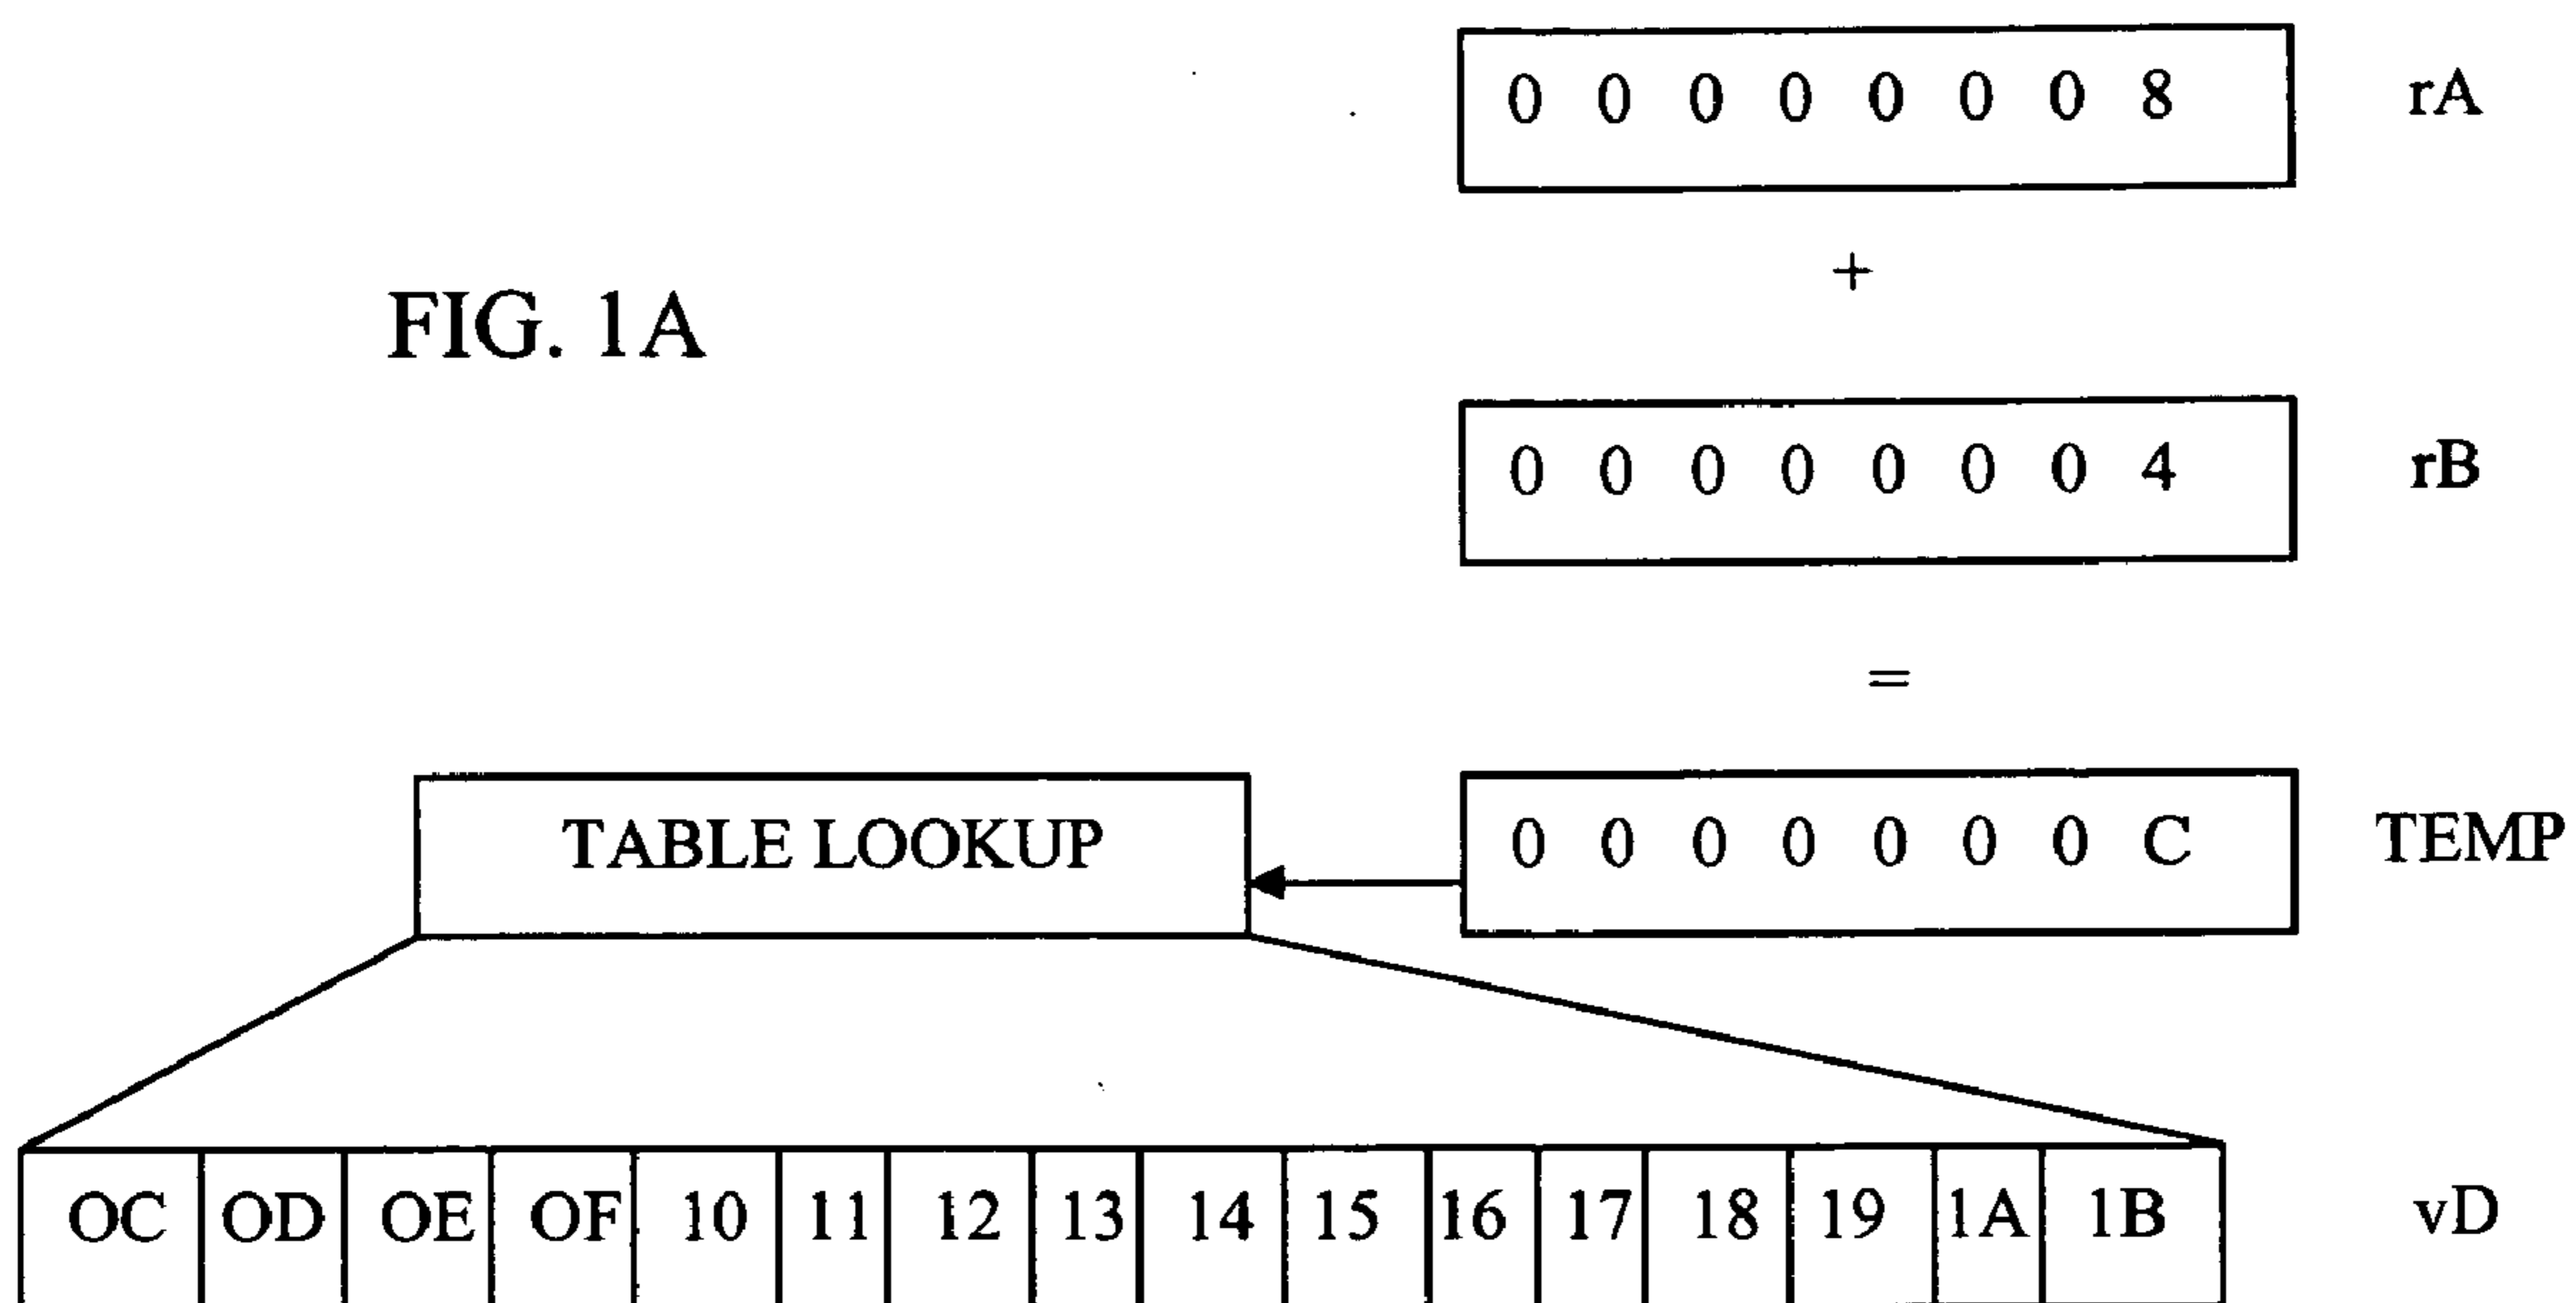 0 0 0 0 0 0 0 8 rA
+
FIG. 1A
0 0 0 0 0 0 0 4 rB
=
TABLE LOOKUP 0 0 0 0 0 0 0 C TEMP
OC OD OE OF 10 11 12 13 14 15 16 17 18 19 1A 1B vD